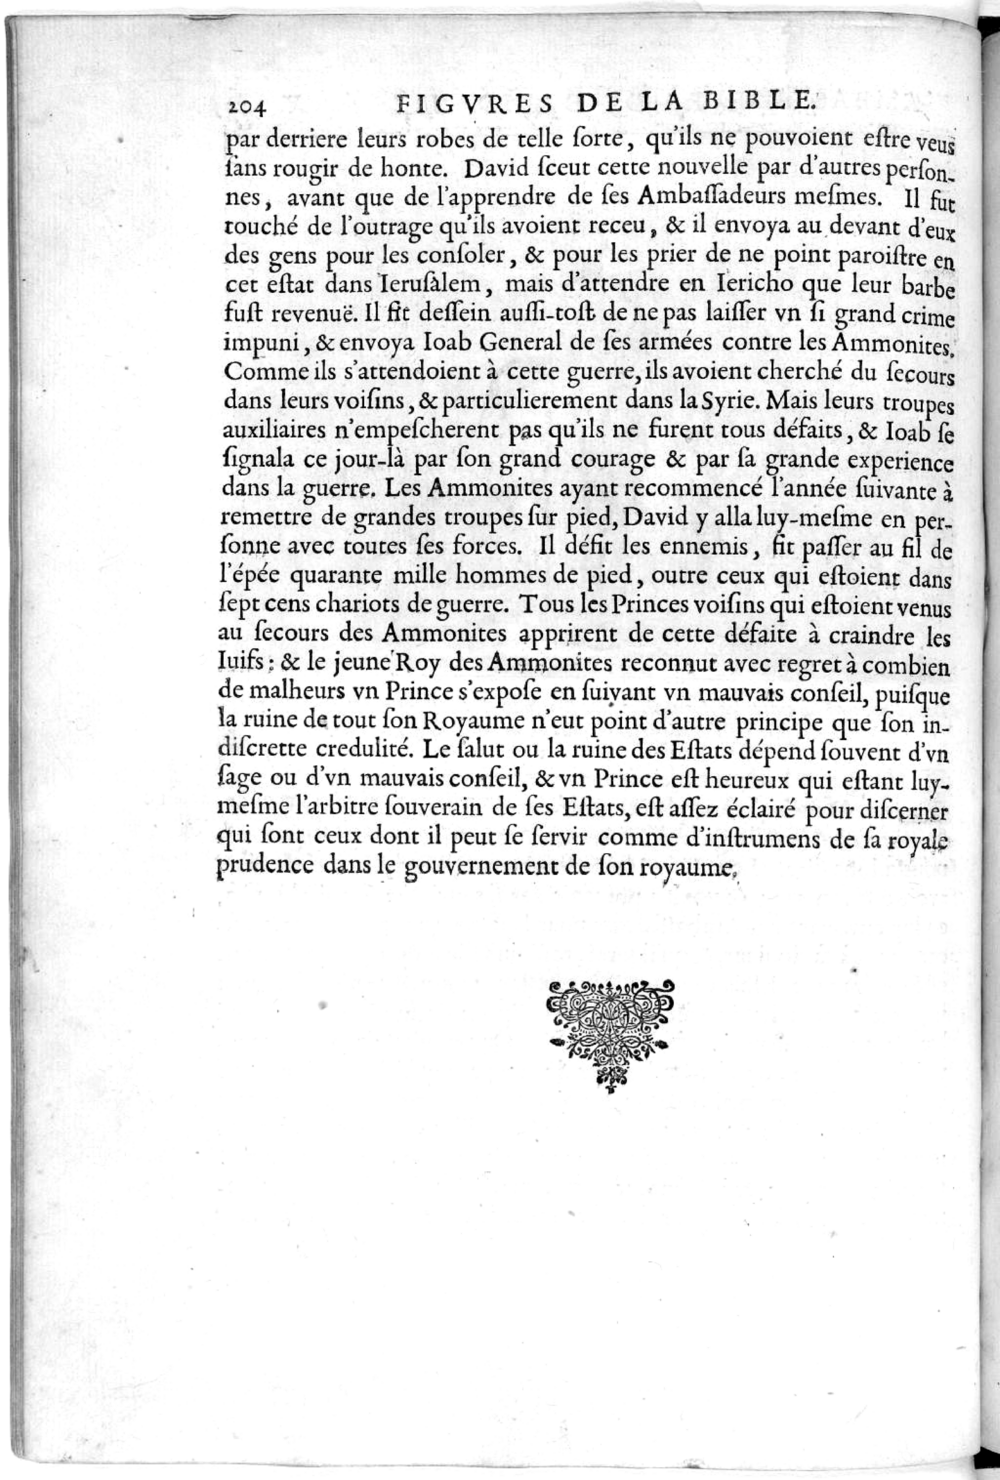 204 FIGVRES DE LA BIBLE.
par derriere leurs robes de telle ſorte, qu'ils ne pouvoient eſtre veus
ſans rougir de honte. David ſceut cette nouvelle par d'autres perſon-
nes, avant que de l'apprendre de ſes Ambaſſadeurs meſmes. Il fut
touché de l'outrage qu'ils avoient receu, & il envoya au devant d'eux
des gens pour les conſoler, & pour les prier de ne point paroiſtre en
cet eſtat dans Ieruſalem, mais d'attendre en Iericho que leur barbe
fuſt revenuë. Il fit deſſein auſſi-toſt de ne pas laiſſer vn ſi grand crime
impuni, & envoya Ioab General de ſes armées contre les Ammonites.
Comme ils s'attendoient à cette guerre, ils avoient cherché du ſecours
dans leurs voiſins, & particulierement dans la Syrie. Mais leurs troupes
auxiliaires n'empeſcherent pas qu'ils ne furent tous défaits, & Ioab ſe
ſignala ce jour-là par ſon grand courage & par ſa grande experience
dans la guerre. Les Ammonites ayant recommencé l'année ſuivante à
remettre de grandes troupes ſur pied, David y alla luy-meſme en per-
ſonne avec toutes ſes forces. Il défit les ennemis, fit paſſer au fil de
l'épée quarante mille hommes de pied, outre ceux qui eſtoient dans
ſept cens chariots de guerre. Tous les Princes voiſins qui eſtoient venus
au ſecours des Ammonites apprirent de cette défaite à craindre les
Iuifs: & le jeune Roy des Ammonites reconnut avec regret à combien
de malheurs vn Prince s'expoſe en ſuivant vn mauvais conſeil, puiſque
la ruine de tout ſon Royaume n'eut point d'autre principe que ſon in-
diſcrette credulité. Le ſalut ou la ruine des Eſtats dépend ſouvent d'vn
ſage ou d'vn mauvais conſeil, & vn Prince eſt heureux qui eſtant luy-
meſme l'arbitre ſouverain de ſes Eſtats, eſt aſſez éclairé pour diſcerner
qui ſont ceux dont il peut ſe ſervir comme d'inſtrumens de ſa royale
prudence dans le gouvernement de ſon royaume.